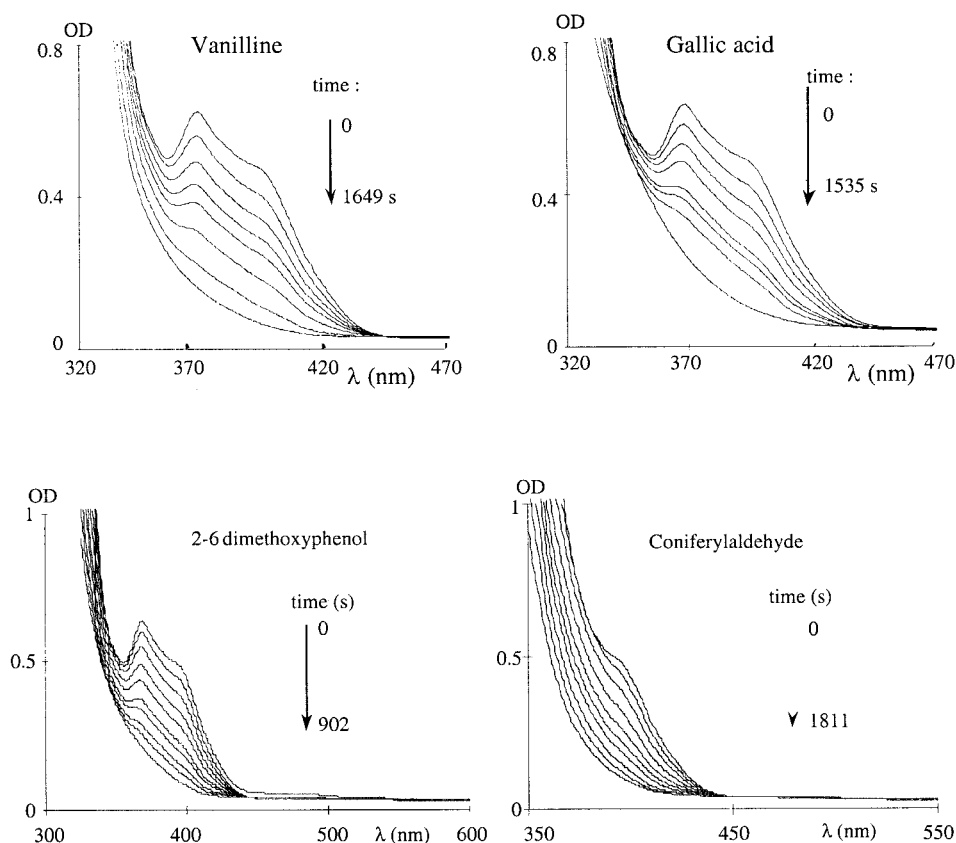 OD
Vanilline
0.8
time :
0
1649 s
0.4
0
320
370
420
470
λ (nm)
OD
Gallic acid
0.8
time :
0
1535 s
0.4
0
320
370
420
470
λ (nm)
OD
2-6 dimethoxyphenol
1
time (s)
0
0.5
902
0
300
400
500
λ (nm)
600
OD
Coniferylaldehyde
1
time (s)
0
0.5
1811
0
350
450
λ (nm)
550